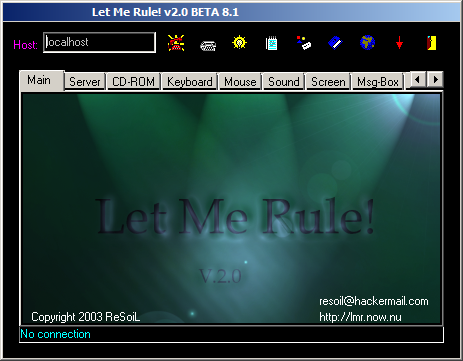 Let Me Rule! v2.0 BETA 8.1
Host: localhost
Main Server CD-ROM Keyboard Mouse Sound Screen Msg-Box
Let Me Rule!
V.2.0
resoil@hackermail.com
Copyright 2003 ReSoiL http://lmr.now.nu
No connection